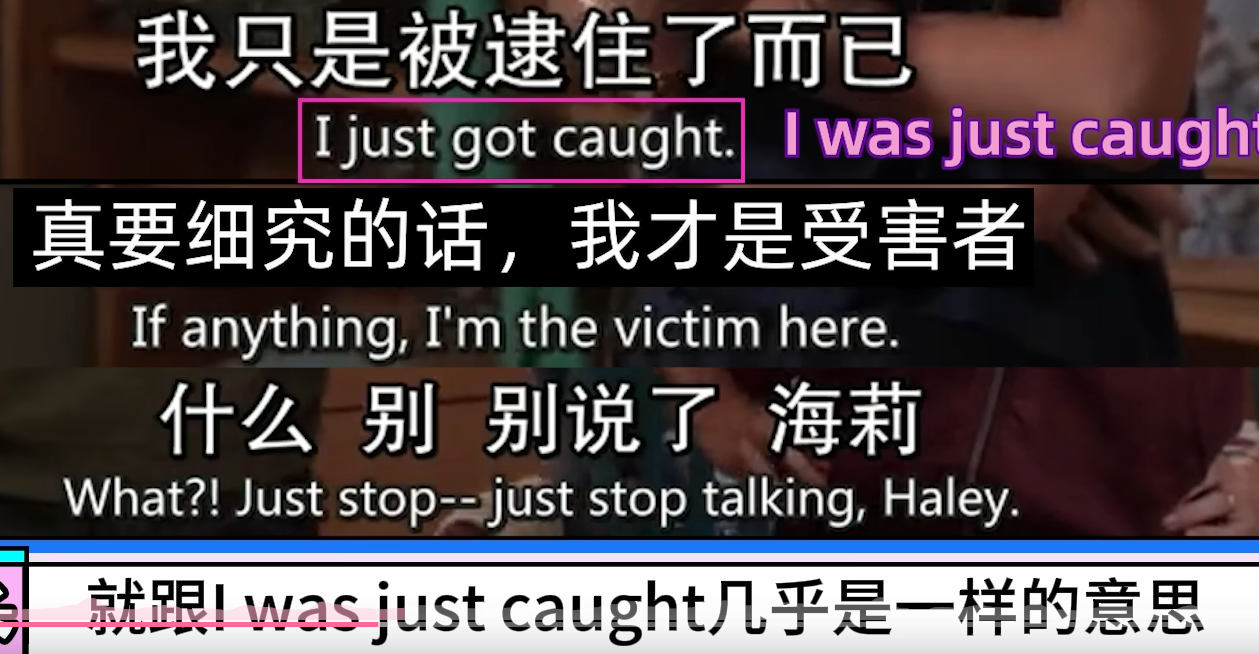 我只是被逮住了而已
I just got caught. I was just caught
真要细究的话，我才是受害者
If anything, I'm the victim here.
什么 别 别说了 海莉
What?! Just stop-- just stop talking, Haley.
就跟I was just caught几乎是一样的意思